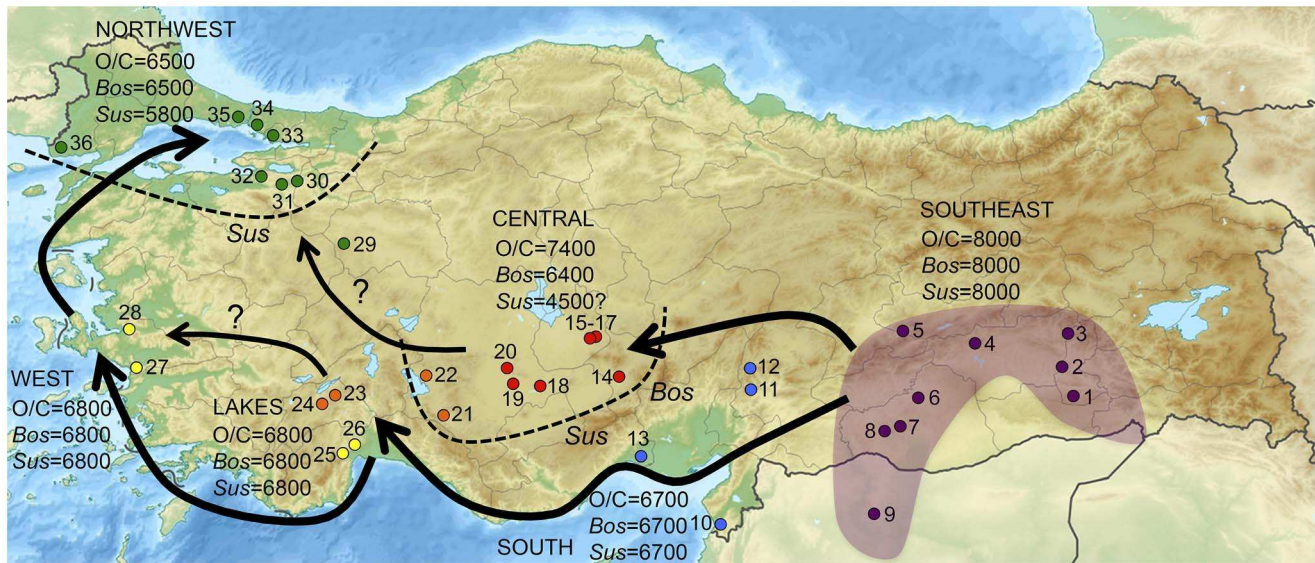 NORTHWEST
O/C=6500
Bos=6500
Sus=5800
35
34
33
36
32
31
30
Sus
29
?
CENTRAL
O/C=7400
Bos=6400
Sus=4500?
15-17
20
19
18
14
22
21
Bos
Sus
SOUTHEAST
O/C=8000
Bos=8000
Sus=8000
5
4
3
2
1
6
7
8
9
12
11
13
10
28
27
?
WEST
O/C=6800
Bos=6800
Sus=6800
23
24
LAKES
O/C=6800
Bos=6800
Sus=6800
26
25
O/C=6700
Bos=6700
Sus=6700
SOUTH